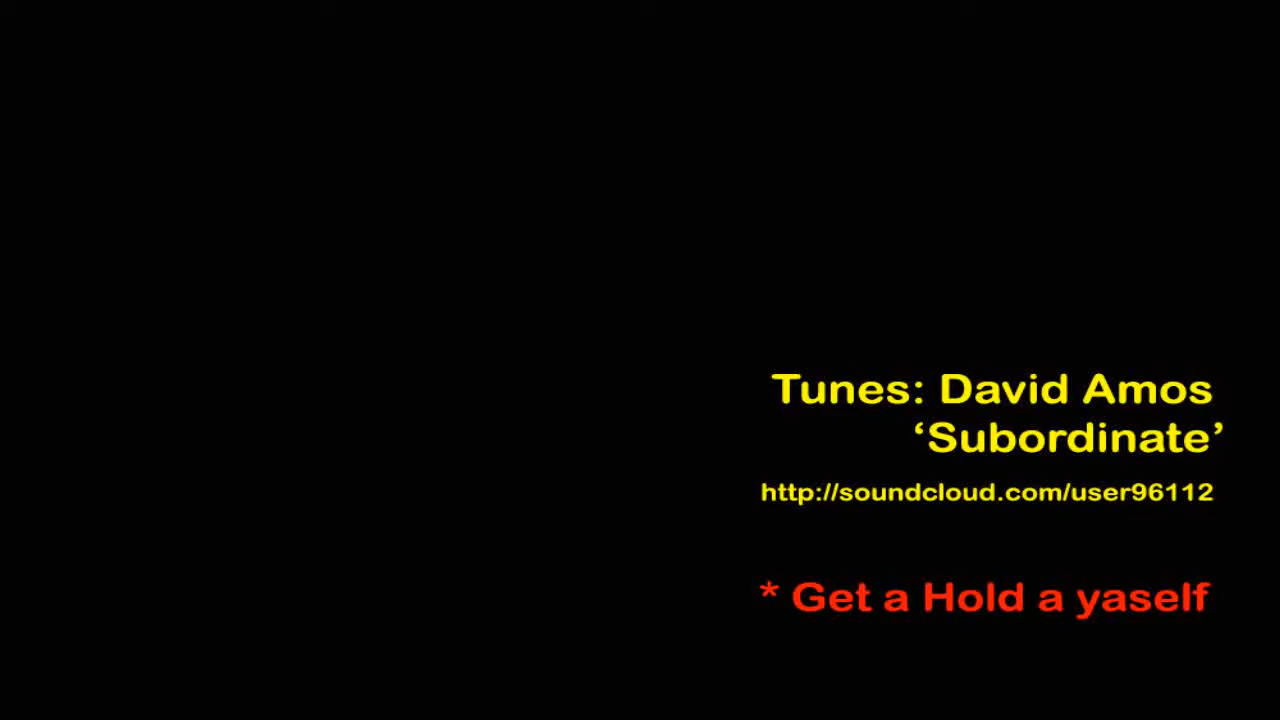 Tunes: David Amos
‘Subordinate’
http://soundcloud.com/user96112
* Get a Hold a yaself